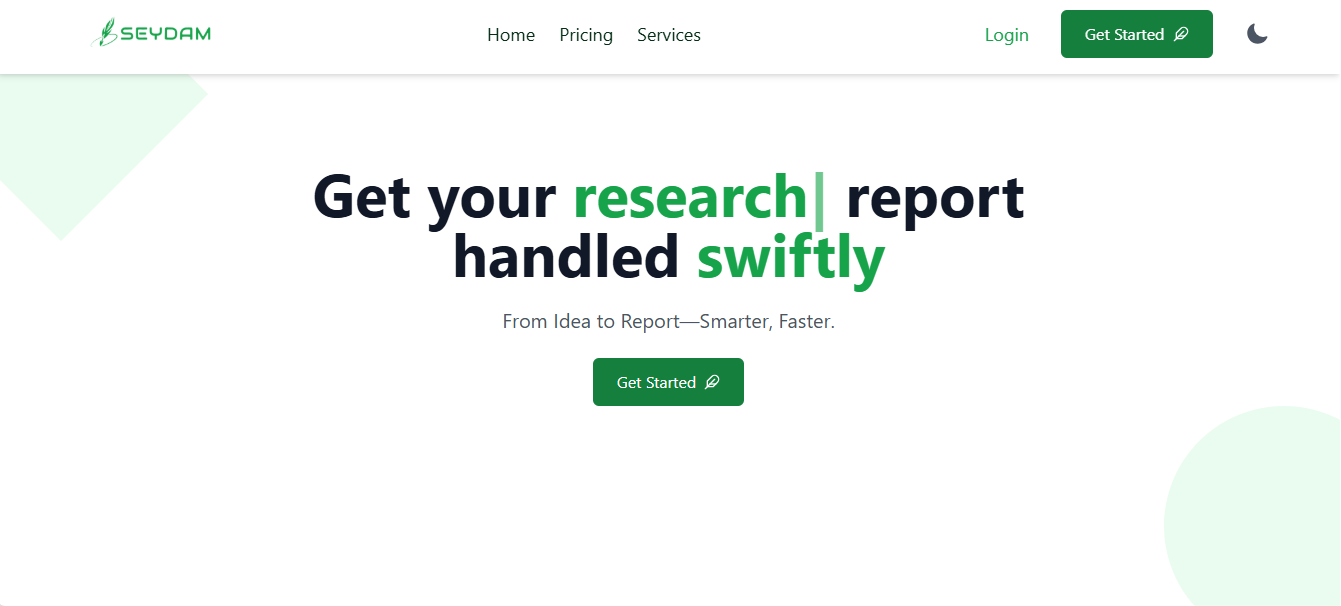 SEYDAM
Home Pricing Services
Login
Get Started
Get your research| report
handled swiftly
From Idea to Report—Smarter, Faster.
Get Started